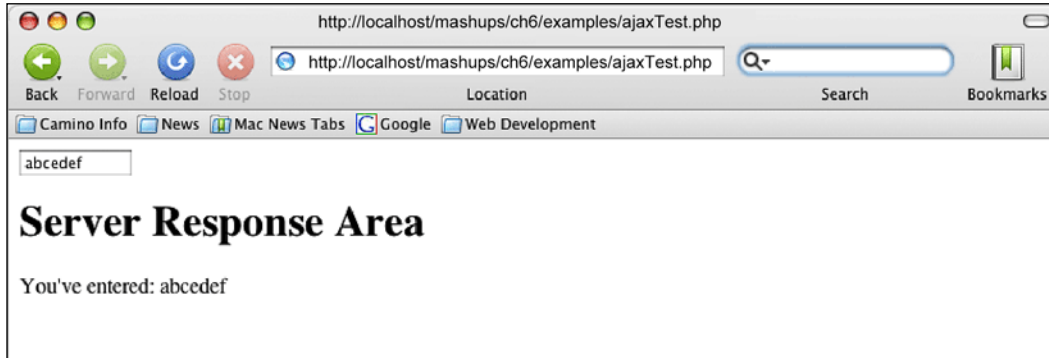 http://localhost/mashups/ch6/examples/ajaxTest.php
http://localhost/mashups/ch6/examples/ajaxTest.php
Back Forward Reload Stop Location Search Bookmarks
Camino Info News Mac News Tabs G Google Web Development
abcedef
Server Response Area
You've entered: abcedef